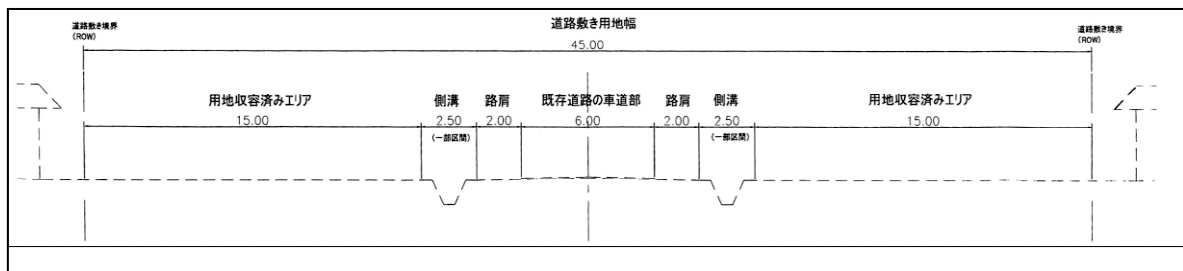 道路敷き用地幅
道路敷き境界
(ROW)
道路敷き境界
(ROW)
45.00
用地収容済みエリア
側溝
路肩
既存道路の車道部
路肩
側溝
用地収容済みエリア
15.00
2.50
2.00
6.00
2.00
2.50
15.00
(一部区間)
(一部区間)